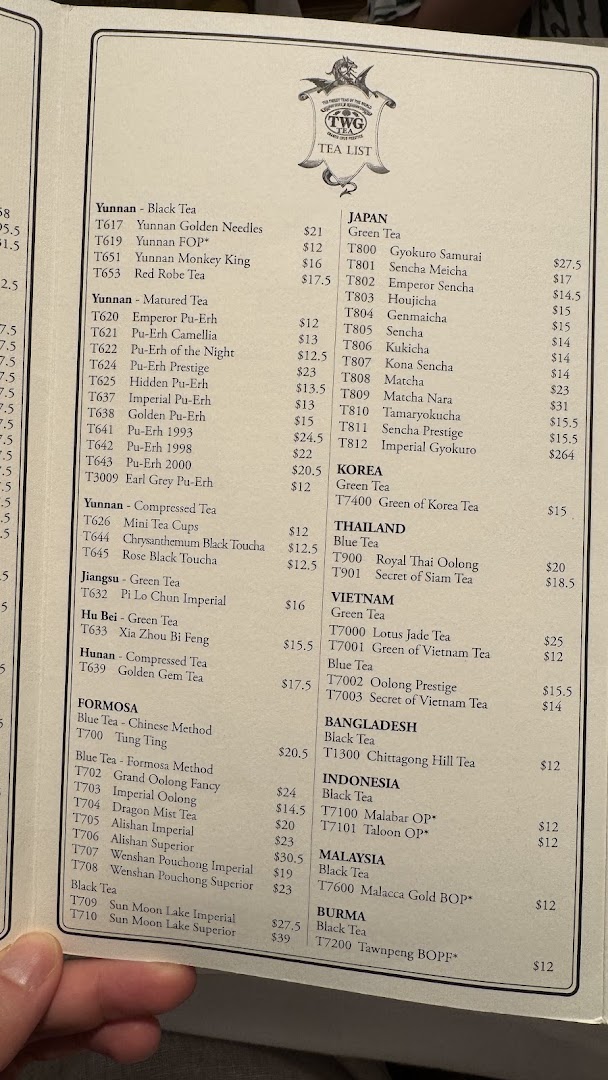 THE FINEST TEAS OF THE WORLD
TWG
TEA
TEA LIST
Yunnan - Black Tea
T617 Yunnan Golden Needles $21
T619 Yunnan FOP* $12
T651 Yunnan Monkey King $16
T653 Red Robe Tea $17.5
Yunnan - Matured Tea
T620 Emperor Pu-Erh $12
T621 Pu-Erh Camellia $13
T622 Pu-Erh of the Night $12.5
T624 Pu-Erh Prestige $23
T625 Hidden Pu-Erh $13.5
T637 Imperial Pu-Erh $13
T638 Golden Pu-Erh $15
T641 Pu-Erh 1993 $24.5
T642 Pu-Erh 1998 $22
T643 Pu-Erh 2000 $20.5
T3009 Earl Grey Pu-Erh $12
Yunnan - Compressed Tea
T626 Mini Tea Cups $12
T644 Chrysanthemum Black Toucha $12.5
T645 Rose Black Toucha $12.5
Jiangsu - Green Tea
T632 Pi Lo Chun Imperial $16
Hu Bei - Green Tea
T633 Xia Zhou Bi Feng $15.5
Hunan - Compressed Tea
T639 Golden Gem Tea $17.5
FORMOSA
Blue Tea - Chinese Method
T700 Tung Ting $20.5
Blue Tea - Formosa Method
T702 Grand Oolong Fancy $24
T703 Imperial Oolong $14.5
T704 Dragon Mist Tea $20
T705 Alishan Imperial $23
T706 Alishan Superior $30.5
T707 Wenshan Pouchong Imperial $19
T708 Wenshan Pouchong Superior $23
Black Tea
T709 Sun Moon Lake Imperial $27.5
T710 Sun Moon Lake Superior $39
JAPAN
Green Tea
T800 Gyokuro Samurai $27.5
T801 Sencha Meicha $17
T802 Emperor Sencha $14.5
T803 Houjicha $15
T804 Genmaicha $15
T805 Sencha $14
T806 Kukicha $14
T807 Kona Sencha $14
T808 Matcha $23
T809 Matcha Nara $31
T810 Tamaryokucha $15.5
T811 Sencha Prestige $15.5
T812 Imperial Gyokuro $264
KOREA
Green Tea
T7400 Green of Korea Tea $15
THAILAND
Blue Tea
T900 Royal Thai Oolong $20
T901 Secret of Siam Tea $18.5
VIETNAM
Green Tea
T7000 Lotus Jade Tea $25
T7001 Green of Vietnam Tea $12
Blue Tea
T7002 Oolong Prestige $15.5
T7003 Secret of Vietnam Tea $14
BANGLADESH
Black Tea
T1300 Chittagong Hill Tea $12
INDONESIA
Black Tea
T7100 Malabar OP* $12
T7101 Taloon OP* $12
MALAYSIA
Black Tea
T7600 Malacca Gold BOP* $12
BURMA
Black Tea
T7200 Tawnpeng BOPF* $12